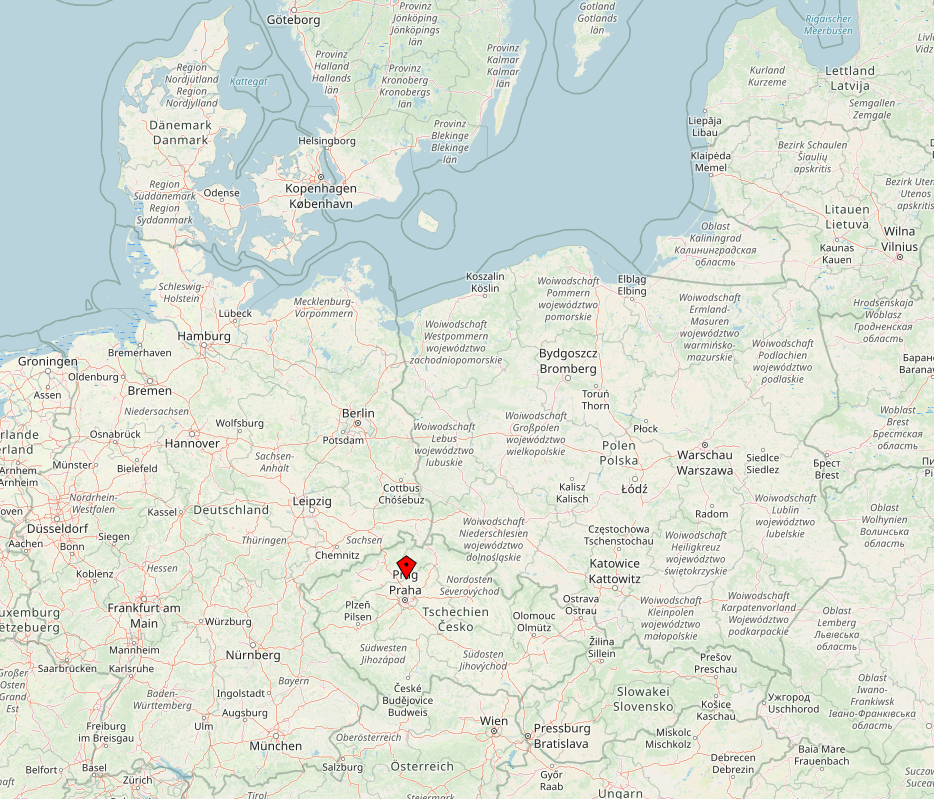 Göteborg
Provinz
Jönköping
Jönköpings
län
Gotland
Gotlands
län
Rigaischer
Meerbusen
Provinz
Halland
Hallands
län
Provinz
Kronoberg
Kronobergs
län
Provinz
Kalmar
Kalmar
län
Region
Nordjütland
Region
Nordjylland
Kattegat
Kurland
Kurzeme
Lettland
Latvija
Semgallen
Zemgale
Dänemark
Danmark
Helsingborg
Provinz
Blekinge
Blekinge
län
Liepāja
Libau
Klaipėda
Memel
Bezirk Schaulen
Šiaulių
apskritis
Region
Süddänemark
Region
Syddanmark
Odense
Kopenhagen
København
Bezirk Uten
Utenos
apskritis
Litauen
Lietuva
Wilna
Vilnius
Oblast
Kaliningrad
Калининградская
область
Kaunas
Kauen
Schleswig-
Holstein
Lübeck
Mecklenburg-
Vorpommern
Koszalin
Köslin
Woiwodschaft
Pommern
województwo
pomorskie
Elbląg
Elbing
Woiwodschaft
Ermland-
Masuren
województwo
warmińsko-
mazurskie
Hrodsenskaja
Woblasz
Гродненская
область
Hamburg
Woiwodschaft
Westpommern
województwo
zachodniopomorskie
Woiwodschaft
Podlachien
województwo
podlaskie
Groningen
Bremerhaven
Oldenburg
Assen
Bremen
Bydgoszcz
Bromberg
Toruń
Thorn
Niedersachsen
Wolfsburg
Berlin
Potsdam
Woiwodschaft
Lebus
województwo
lubuskie
Woiwodschaft
Großpolen
województwo
wielkopolskie
Płock
Woblast
Brest
Брестская
область
Osnabrück
Hannover
Sachsen-
Anhalt
Polen
Polska
Warschau
Warszawa
Siedlce
Siedlez
Брест
Brest
Münster
Bielefeld
Arnhem
Arnheim
Cottbus
Chóśebuz
Kalisz
Kalisch
Łódź
Nordrhein-
Westfalen
Kassel
Deutschland
Leipzig
Radom
Woiwodschaft
Lublin
województwo
lubelskie
Oblast
Wolhynien
Волинська
область
Düsseldorf
Aachen
Bonn
Siegen
Thüringen
Sachsen
Chemnitz
Woiwodschaft
Niederschlesien
województwo
dolnośląskie
Częstochowa
Tschenstochau
Woiwodschaft
Heiligkreuz
województwo
świętokrzyskie
Koblenz
Hessen
Katowice
Kattowitz
Prag
Praha
Nordosten
Severovýchod
Frankfurt am
Main
Würzburg
Plzeň
Pilsen
Tschechien
Česko
Olomouc
Olmütz
Ostrava
Ostrau
Woiwodschaft
Kleinpolen
województwo
małopolskie
Woiwodschaft
Karpatenvorland
województwo
podkarpackie
Oblast
Lemberg
Львівська
область
Mannheim
Saarbrücken
Karlsruhe
Nürnberg
Südwesten
Jihozápad
Südosten
Jihovýchod
Žilina
Sillein
Prešov
Preschau
Baden-
Württemberg
Bayern
Ingolstadt
České
Budějovice
Budweis
Slowakei
Slovensko
Košice
Kaschau
Ужгород
Uschhorod
Oblast
Iwano-
Frankiwsk
Івано-Франківська
область
Augsburg
Ulm
Freiburg
im Breisgau
München
Oberösterreich
Wien
Pressburg
Bratislava
Miskolc
Mischkolz
Debrecen
Debrezin
Baia Mare
Frauenbach
Belfort
Basel
Zürich
Salzburg
Österreich
Győr
Raab
Tirol
Steiermark
Ungarn